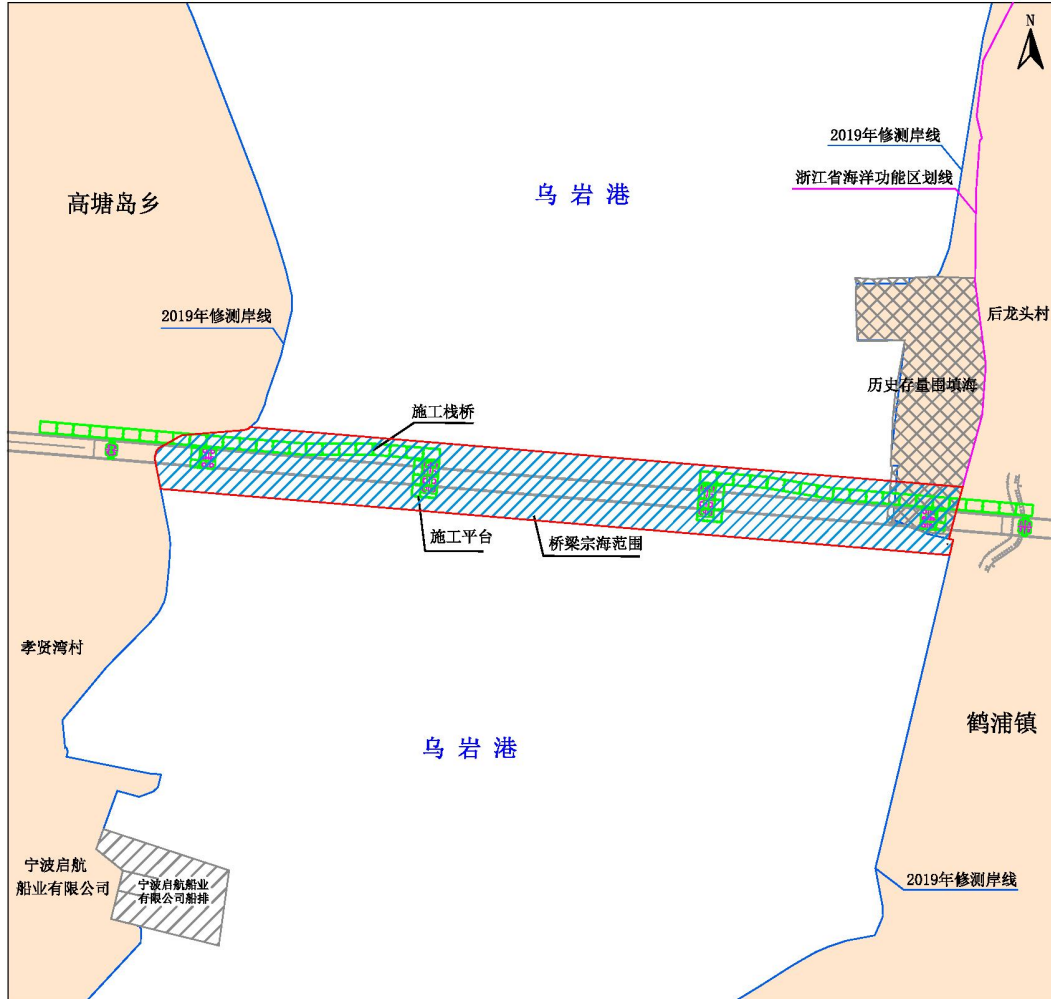 N
2019年修测岸线
浙江省海洋功能区划线
乌岩港
高塘岛乡
后龙头村
2019年修测岸线
历史存量围填海
施工栈桥
施工平台
桥梁宗海范围
孝贤湾村
鹤浦镇
乌岩港
宁波启航
船业有限公司
宁波启航船业
有限公司船排
2019年修测岸线